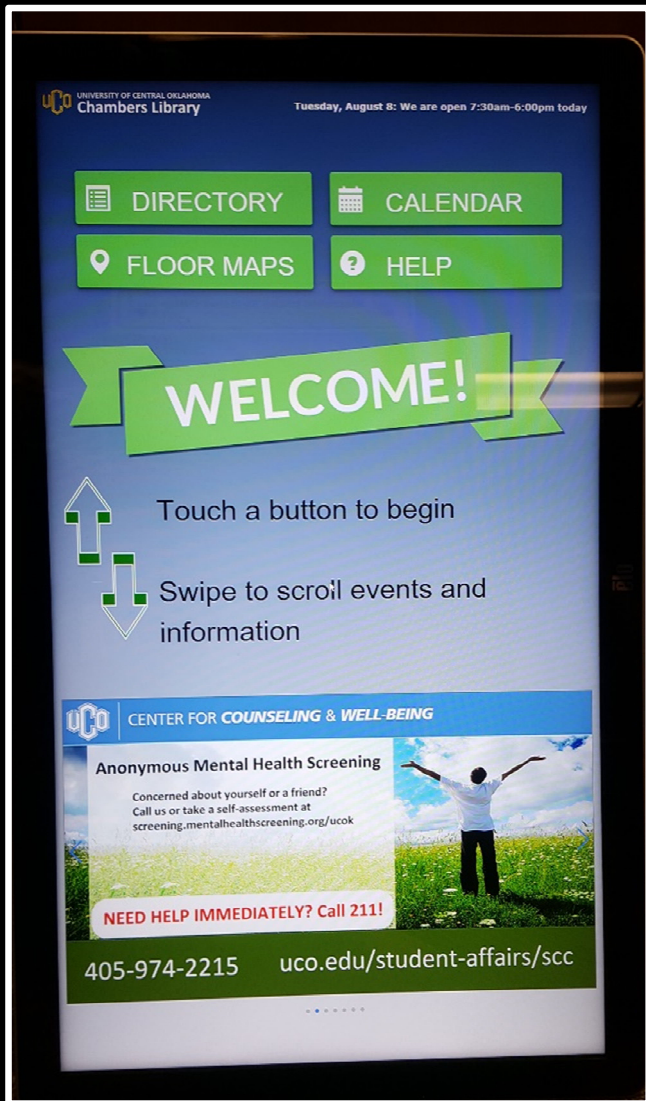 UCO UNIVERSITY OF CENTRAL OKLAHOMA
Chambers Library
Tuesday, August 8: We are open 7:30am-6:00pm today
DIRECTORY
CALENDAR
FLOOR MAPS
? HELP
WELCOME!
Touch a button to begin
Swipe to scroll events and
information
UCO CENTER FOR COUNSELING & WELL-BEING
Anonymous Mental Health Screening
Concerned about yourself or a friend?
Call us or take a self-assessment at
screening.mentalhealthscreening.org/ucok
NEED HELP IMMEDIATELY? Call 211!
405-974-2215 uco.edu/student-affairs/scc